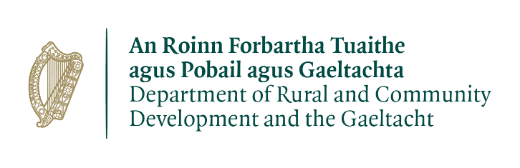 An Roinn Forbartha Tuaithe
agus Pobail agus Gaeltachta
Department of Rural and Community
Development and the Gaeltacht